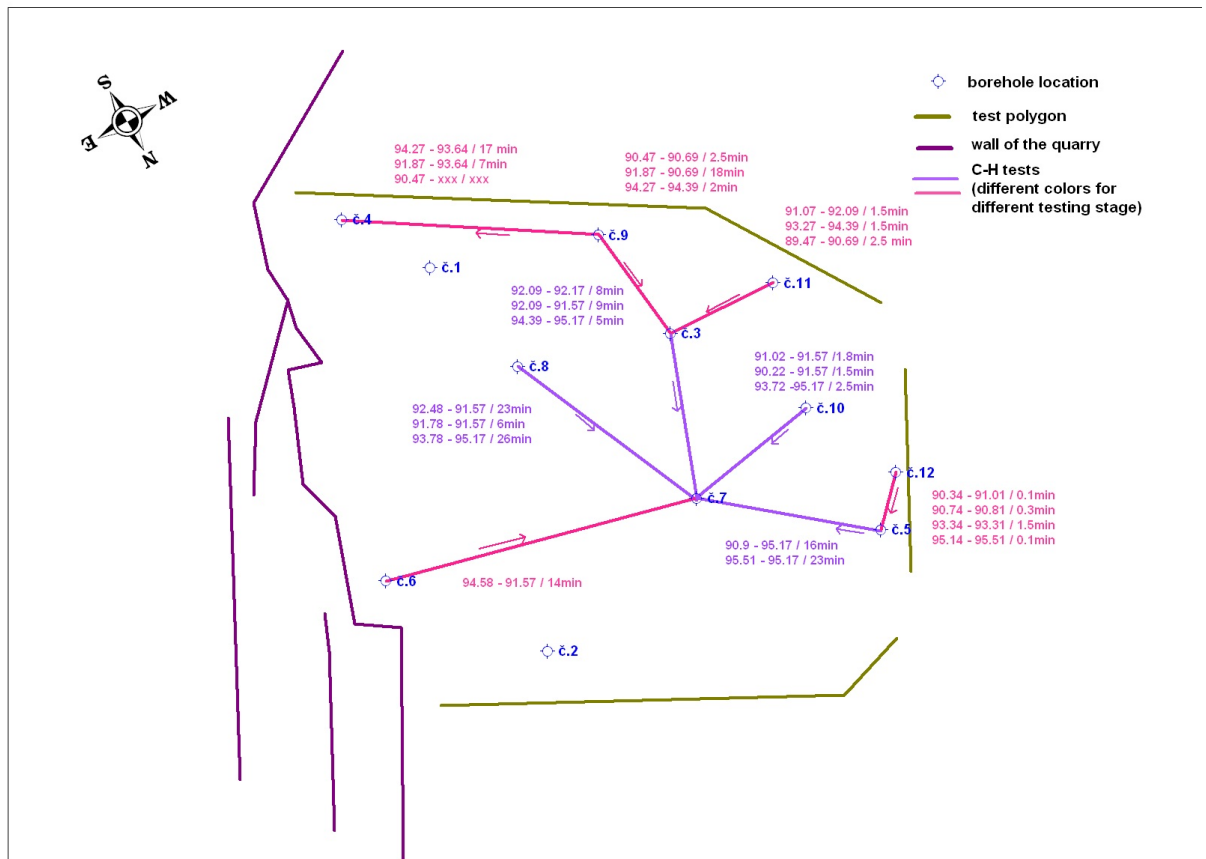 S
W
E
N
borehole location
test polygon
wall of the quarry
C-H tests
(different colors for
different testing stage)
94.27 - 93.64 / 17 min
91.87 - 93.64 / 7min
90.47 - xxx / xxx
90.47 - 90.69 / 2.5min
91.87 - 90.69 / 18min
94.27 - 94.39 / 2min
91.07 - 92.09 / 1.5min
93.27 - 94.39 / 1.5min
89.47 - 90.69 / 2.5 min
č.4
č.9
č.1
č.11
92.09 - 92.17 / 8min
92.09 - 91.57 / 9min
94.39 - 95.17 / 5min
č.3
č.8
91.02 - 91.57 /1.8min
90.22 - 91.57 /1.5min
93.72 -95.17 / 2.5min
č.10
92.48 - 91.57 / 23min
91.78 - 91.57 / 6min
93.78 - 95.17 / 26min
č.12
č.7
90.34 - 91.01 / 0.1min
90.74 - 90.81 / 0.3min
93.34 - 93.31 / 1.5min
95.14 - 95.51 / 0.1min
č.5
90.9 - 95.17 / 16min
95.51 - 95.17 / 23min
č.6
94.58 - 91.57 / 14min
č.2